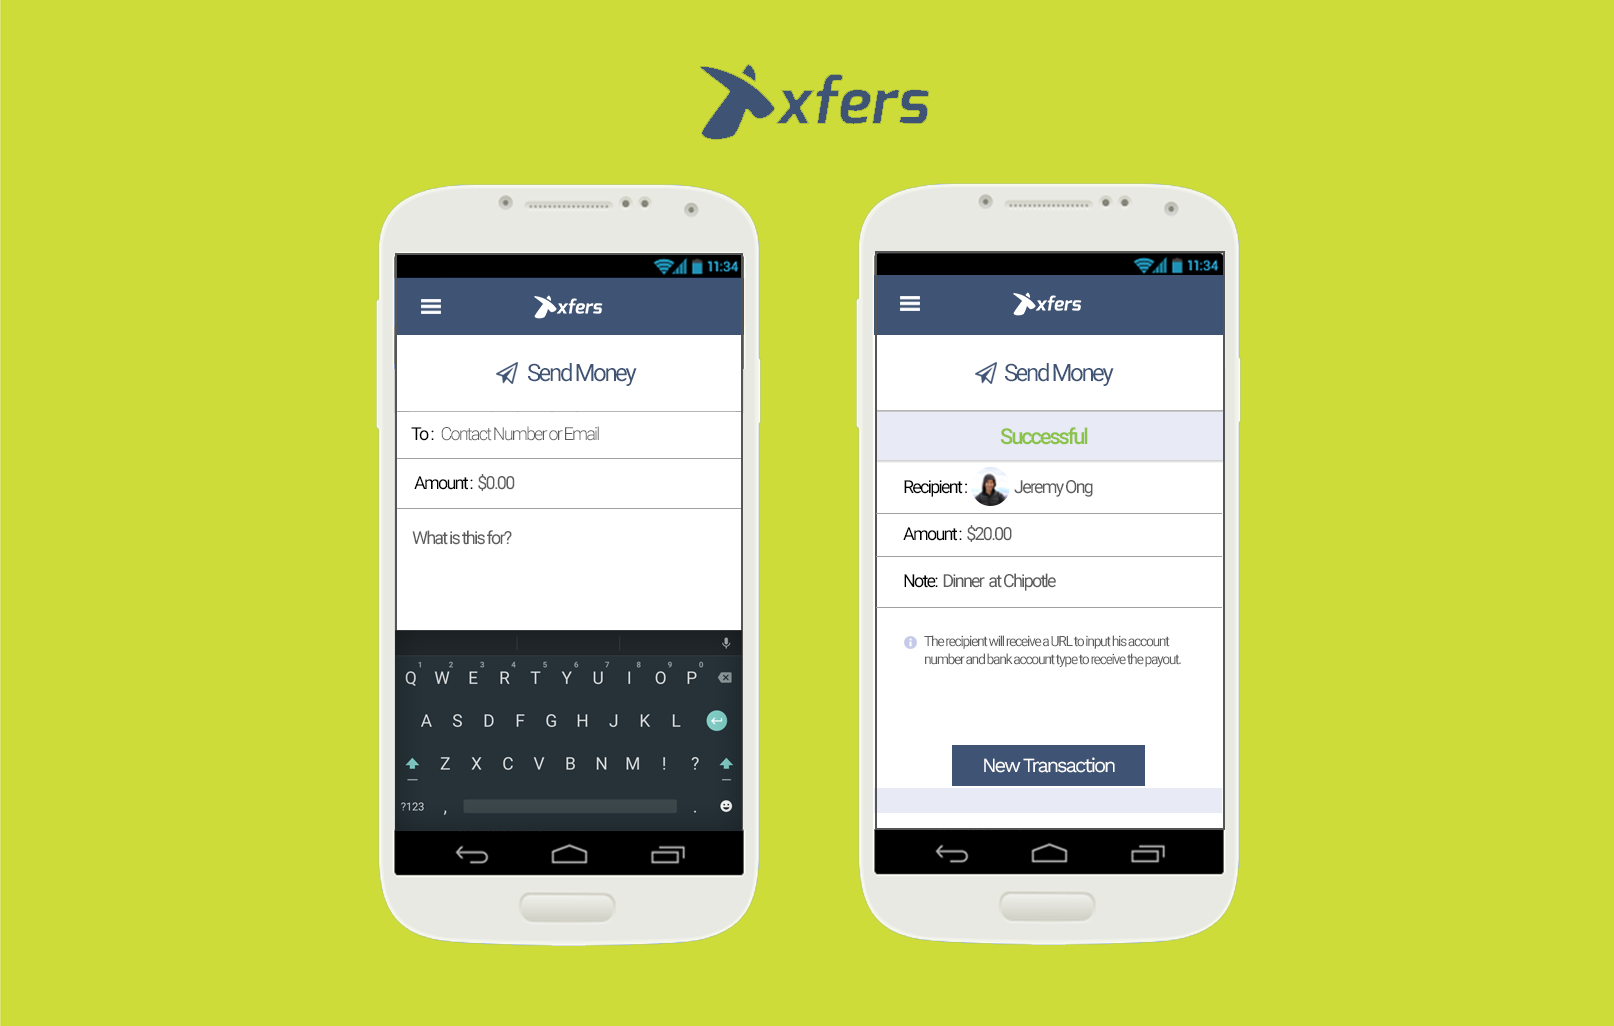 xfers
11:34
xfers
Send Money
To : Contact Number or Email
Amount : $0.00
What is this for?
1 2 3 4 5 6 7 8 9 0
Q W E R T Y U I O P
A S D F G H J K L
Z X C V B N M ! ?
?123 , .
11:34
xfers
Send Money
Successful
Recipient : Jeremy Ong
Amount : $20.00
Note: Dinner at Chipotle
The recipient will receive a URL to input his account
number and bank account type to receive the payout.
New Transaction